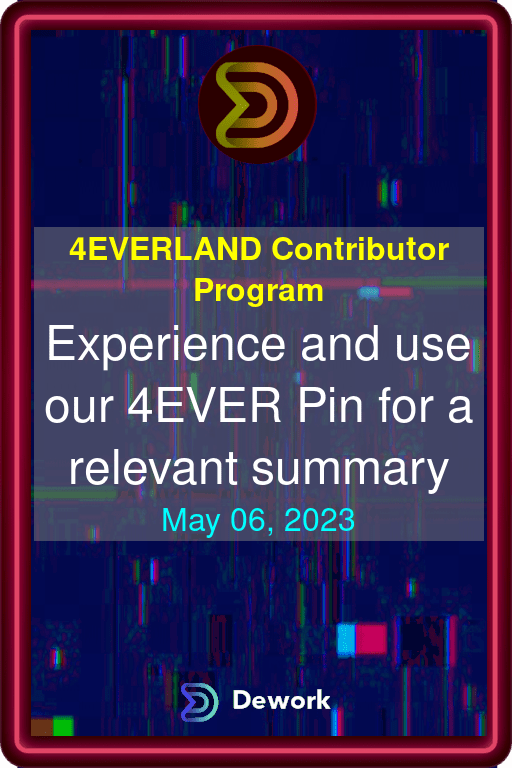 4EVERLAND Contributor
Program
Experience and use
our 4EVER Pin for a
relevant summary
May 06, 2023
Dework